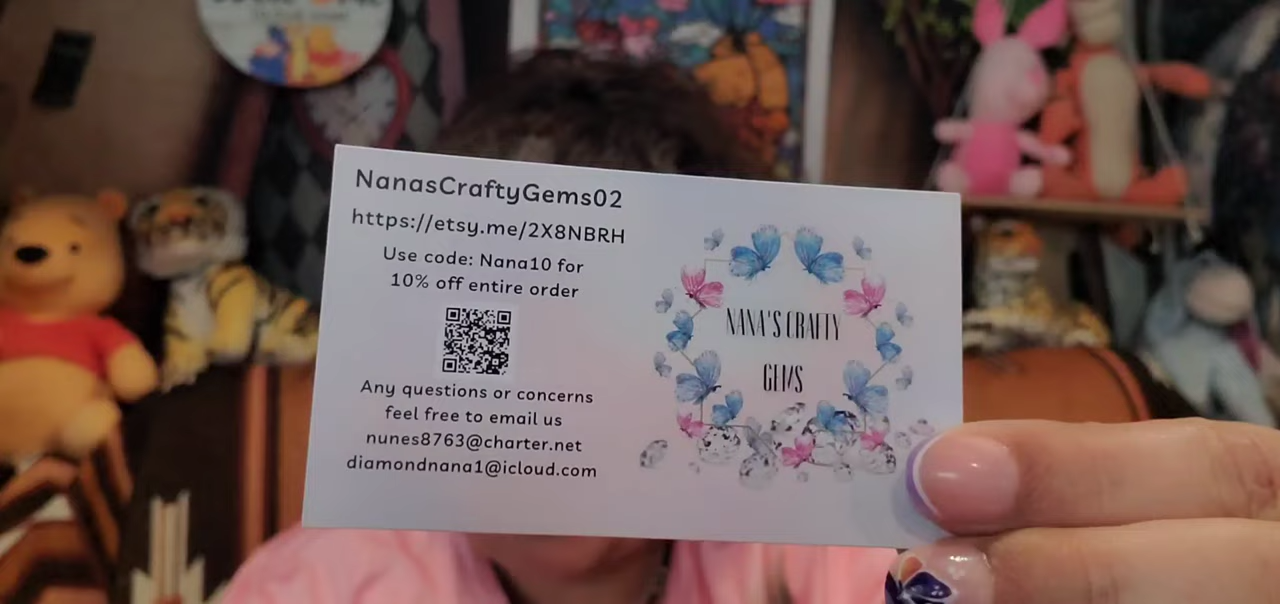 NanasCraftyGems02
https://etsy.me/2X8NBRH
Use code: Nana10 for
10% off entire order
Any questions or concerns
feel free to email us
nunes8763@charter.net
diamondnana1@icloud.com
NANA'S CRAFTY
GEMS